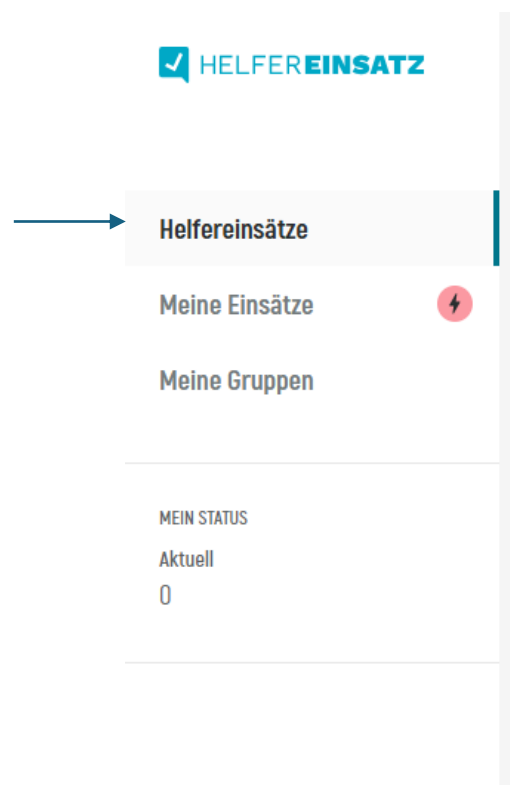 HELFEREINSATZ
Helfereinsätze
Meine Einsätze
Meine Gruppen
MEIN STATUS
Aktuell
0